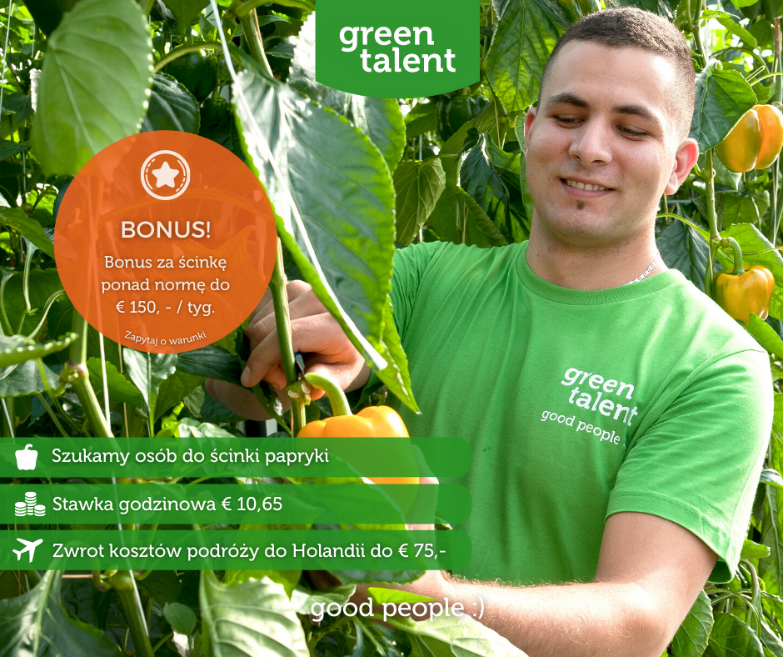 green
talent
BONUS!
Bonus za ścinkę
ponad normę do
€ 150, - / tyg.
Zapytaj o warunki
green
talent
good people :)
Szukamy osób do ścinki papryki
Stawka godzinowa € 10,65
Zwrot kosztów podróży do Holandii do € 75,-
good people :)